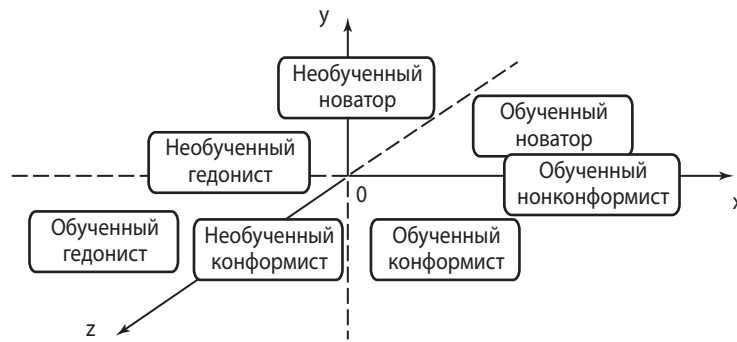 y
Необученный
новатор
Обученный
новатор
Необученный
гедонист
Обученный
нонконформист
0
x
Обученный
гедонист
Необученный
конформист
Обученный
конформист
z